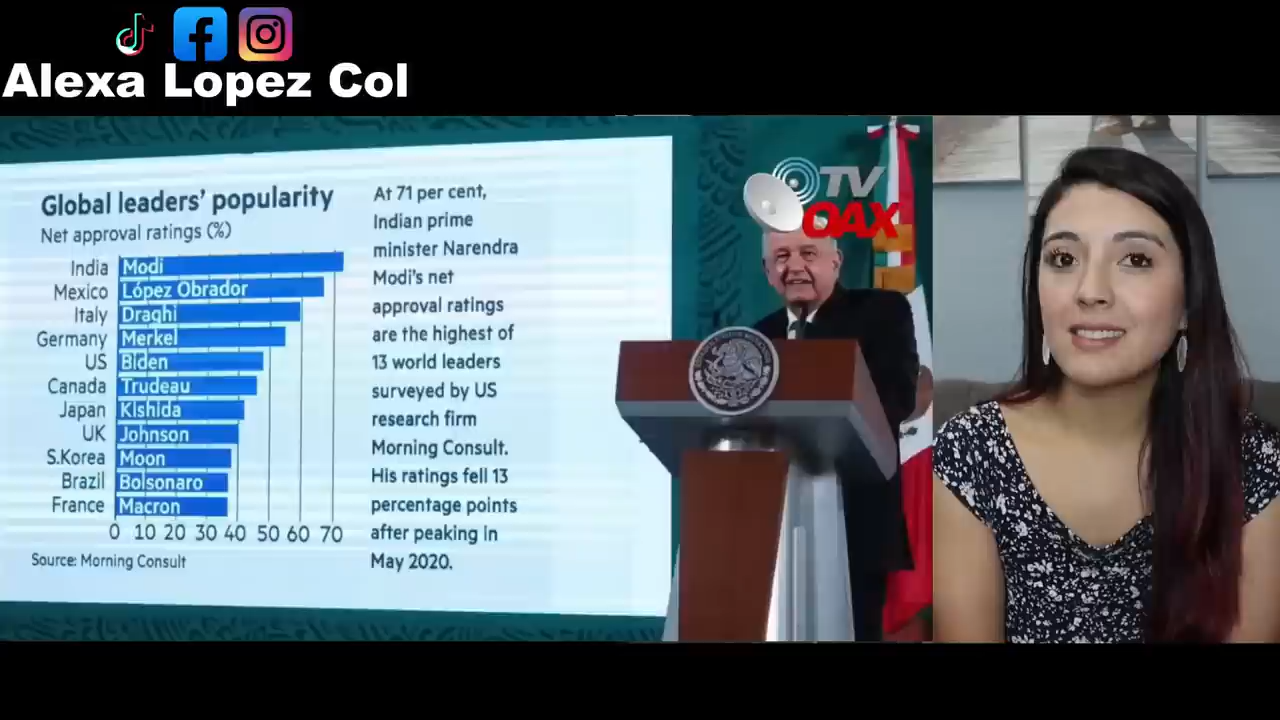 Alexa Lopez Col
TV
OAX
Global leaders' popularity
Net approval ratings (%)
India Modi
Mexico López Obrador
Italy Draghi
Germany Merkel
US Biden
Canada Trudeau
Japan Kishida
UK Johnson
S.Korea Moon
Brazil Bolsonaro
France Macron
0 10 20 30 40 50 60 70
Source: Morning Consult
At 71 per cent,
Indian prime
minister Narendra
Modi's net
approval ratings
are the highest of
13 world leaders
surveyed by US
research firm
Morning Consult.
His ratings fell 13
percentage points
after peaking in
May 2020.